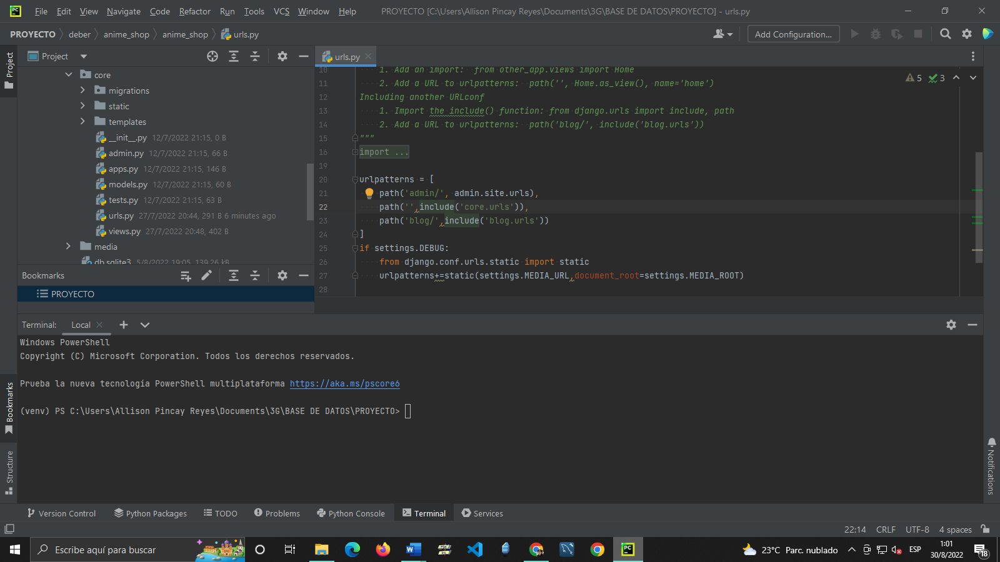 File Edit View Navigate Code Refactor Run Tools VCS Window Help PROYECTO [C:\Users\Allison Pincay Reyes\Documents\3G\BASE DE DATOS\PROYECTO] - urls.py
PROYECTO deber anime_shop anime_shop urls.py Add Configuration...
Project
Project
core
migrations
static
templates
__init__.py 12/7/2022 21:15, 0 B
admin.py 12/7/2022 21:15, 66 B
apps.py 12/7/2022 21:15, 146 B
models.py 12/7/2022 21:15, 60 B
tests.py 12/7/2022 21:15, 63 B
urls.py 27/7/2022 20:44, 291 B 6 minutes ago
views.py 27/7/2022 20:48, 402 B
media
db.sqlite3 5/8/2022 19:05, 139,26 kB
Bookmarks
PROYECTO
urls.py
5 3
10 1. Add an import:  from other_app.views import Home
11 2. Add a URL to urlpatterns:  path('', Home.as_view(), name='home')
12 Including another URLconf
13 1. Import the include() function: from django.urls import include, path
14 2. Add a URL to urlpatterns:  path('blog/', include('blog.urls'))
15 """
16 import ...
19
20 urlpatterns = [
21 path('admin/', admin.site.urls),
22 path('',include('core.urls')),
23 path('blog/',include('blog.urls'))
24 ]
25 if settings.DEBUG:
26 from django.conf.urls.static import static
27 urlpatterns+=static(settings.MEDIA_URL,document_root=settings.MEDIA_ROOT)
28
Terminal: Local
Windows PowerShell
Copyright (C) Microsoft Corporation. Todos los derechos reservados.
Prueba la nueva tecnología PowerShell multiplataforma https://aka.ms/pscore6
(venv) PS C:\Users\Allison Pincay Reyes\Documents\3G\BASE DE DATOS\PROYECTO>
Bookmarks
Structure
Notifications
Version Control Python Packages TODO Problems Python Console Terminal Services
22:14 CRLF UTF-8 4 spaces
Escribe aquí para buscar
23°C Parc. nublado ESP
1:01
30/8/2022
18